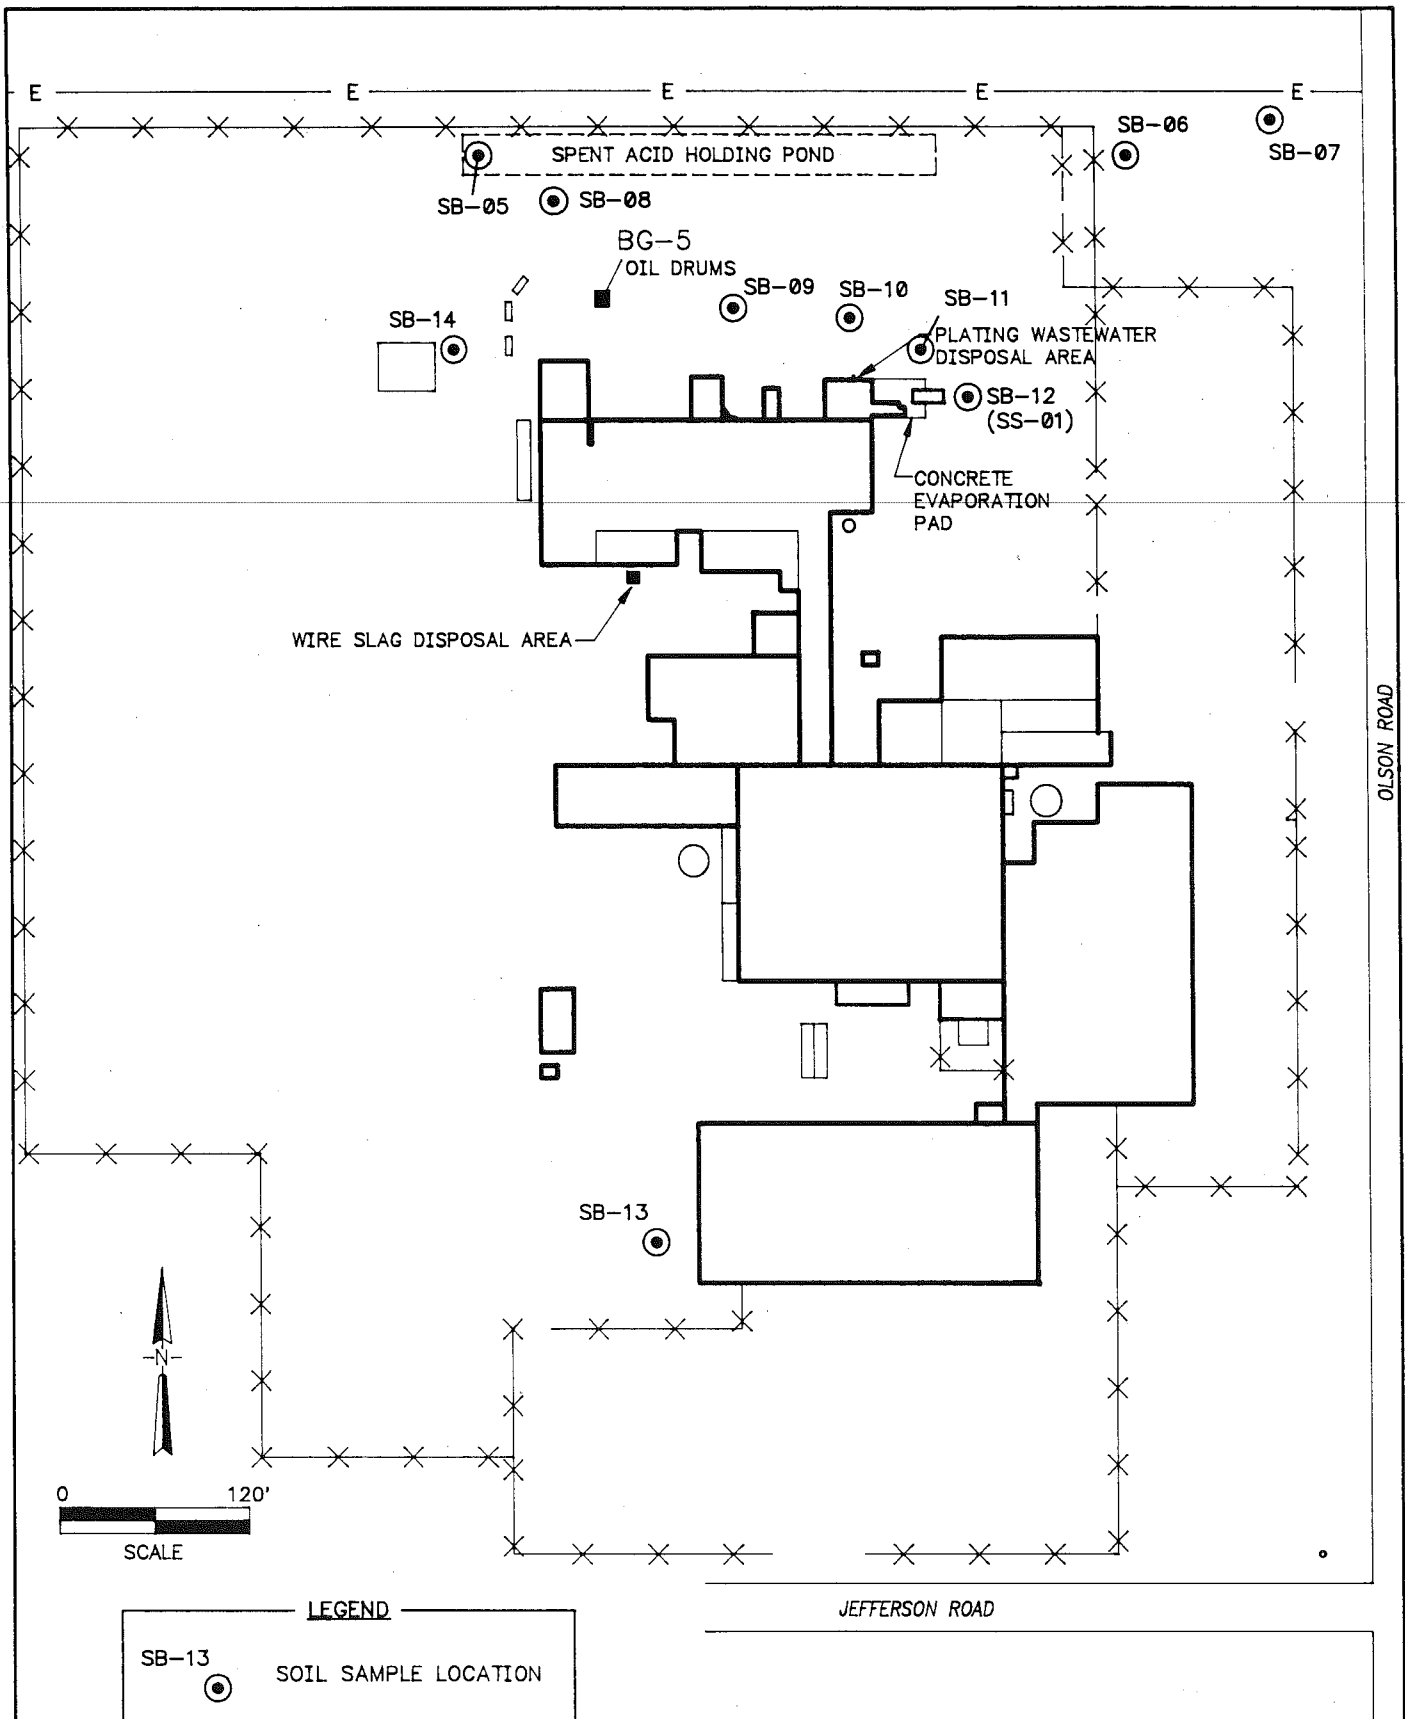 E E E E E
SB-06
SB-07
SPENT ACID HOLDING POND
SB-05
SB-08
BG-5
OIL DRUMS
SB-09
SB-10
SB-11
SB-14
PLATING WASTEWATER
DISPOSAL AREA
SB-12
(SS-01)
CONCRETE
EVAPORATION
PAD
WIRE SLAG DISPOSAL AREA
OLSON ROAD
SB-13
N
0 120'
SCALE
JEFFERSON ROAD
LEGEND
SB-13
SOIL SAMPLE LOCATION